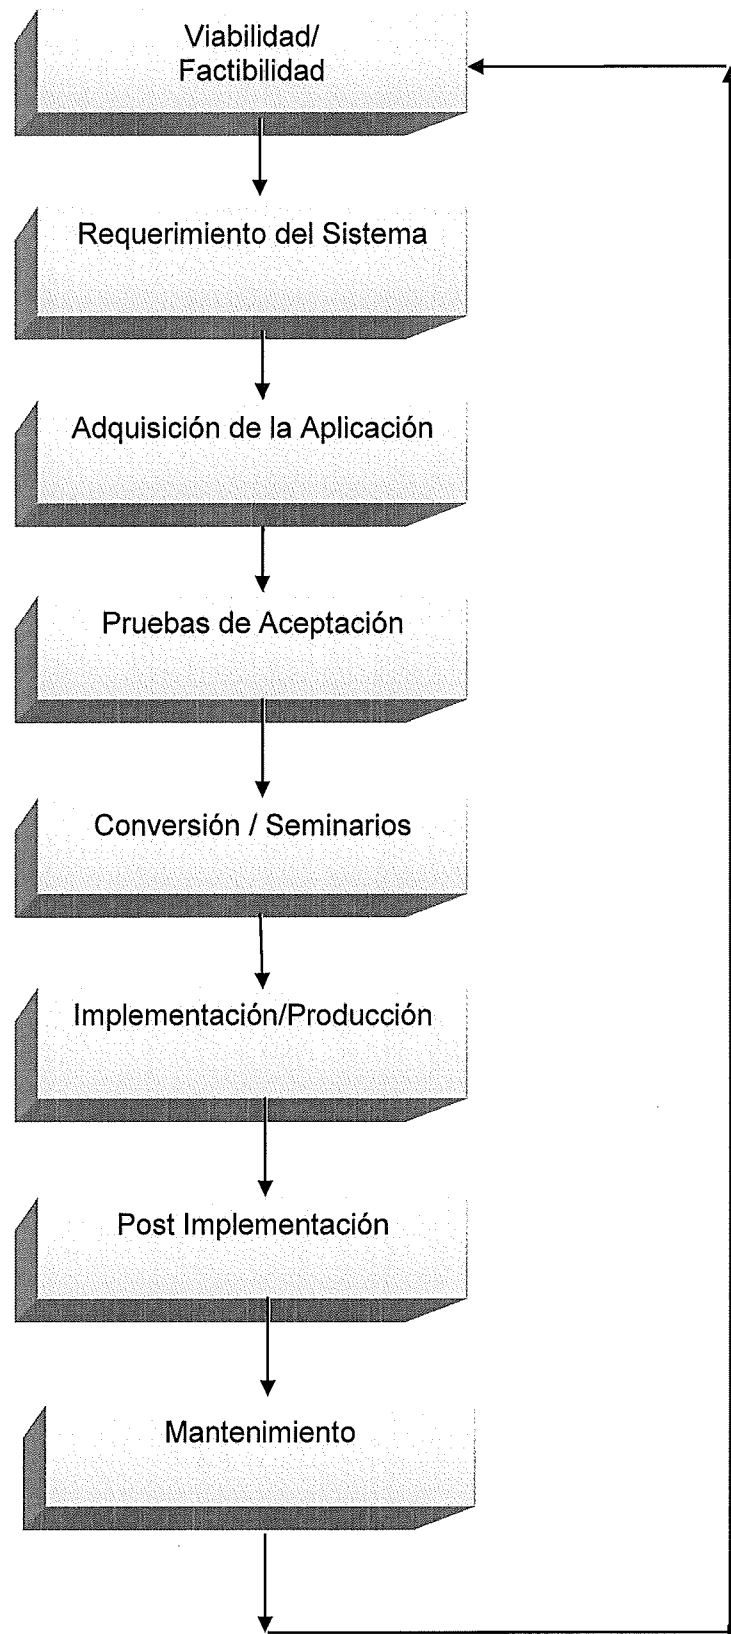 Viabilidad/
Factibilidad
Requerimiento del Sistema
Adquisición de la Aplicación
Pruebas de Aceptación
Conversión / Seminarios
Implementación/Producción
Post Implementación
Mantenimiento